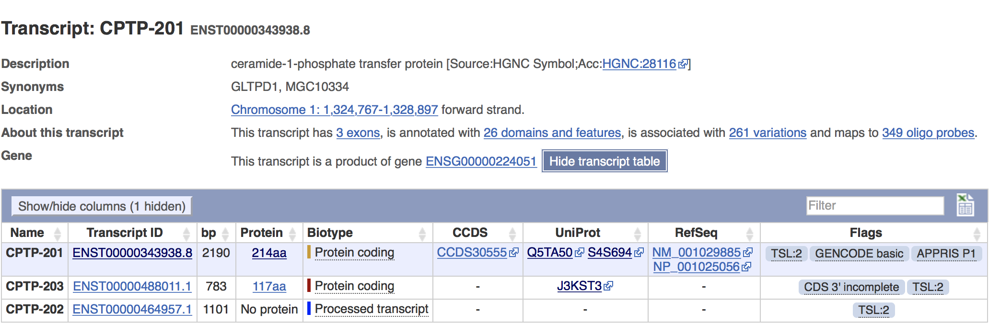 Transcript: CPTP-201 ENST00000343938.8
Description ceramide-1-phosphate transfer protein [Source:HGNC Symbol;Acc:HGNC:28116]
Synonyms GLTPD1, MGC10334
Location Chromosome 1: 1,324,767-1,328,897 forward strand.
About this transcript This transcript has 3 exons, is annotated with 26 domains and features, is associated with 261 variations and maps to 349 oligo probes.
Gene This transcript is a product of gene ENSG00000224051 Hide transcript table
Show/hide columns (1 hidden) Filter
Name Transcript ID bp Protein Biotype CCDS UniProt RefSeq Flags
CPTP-201 ENST00000343938.8 2190 214aa Protein coding CCDS30555 Q5TA50 S4S694 NM_001029885 TSL:2 GENCODE basic APPRIS P1
NP_001025056
CPTP-203 ENST00000488011.1 783 117aa Protein coding - J3KST3 - CDS 3' incomplete TSL:2
CPTP-202 ENST00000464957.1 1101 No protein Processed transcript - - - TSL:2